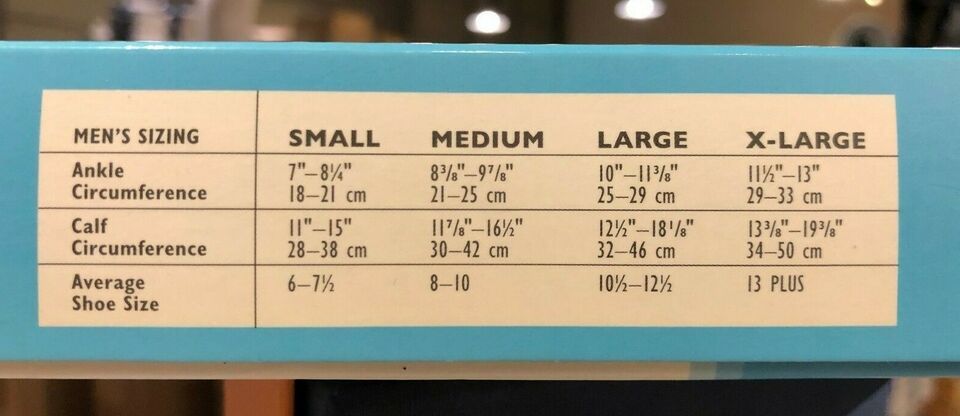 MEN'S SIZING SMALL MEDIUM LARGE X-LARGE
Ankle 7"–8¼" 8³/₈"–9⁷/₈" 10"–11³/₈" 11½"–13"
Circumference 18–21 cm 21–25 cm 25–29 cm 29–33 cm
Calf 11"–15" 11⁷/₈"–16½" 12½"–18¹/₈" 13³/₈"–19³/₈"
Circumference 28–38 cm 30–42 cm 32–46 cm 34–50 cm
Average 6–7½ 8–10 10½–12½ 13 PLUS
Shoe Size